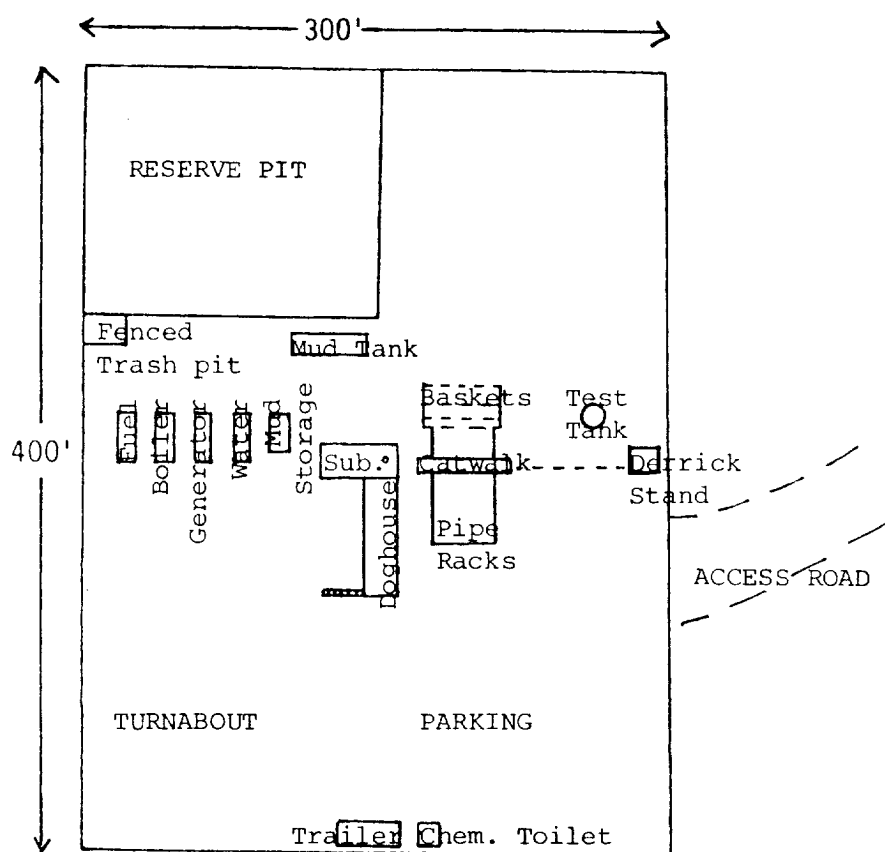 300'
RESERVE PIT
Fenced
Trash pit
Mud Tank
Baskets
Test
Tank
400'
Fuel
Boiler
Generator
Water
Mud
Storage
Sub.
Catwalk
Derrick
Stand
Doghouse
Pipe
Racks
ACCESS ROAD
TURNABOUT
PARKING
Trailer
Chem. Toilet